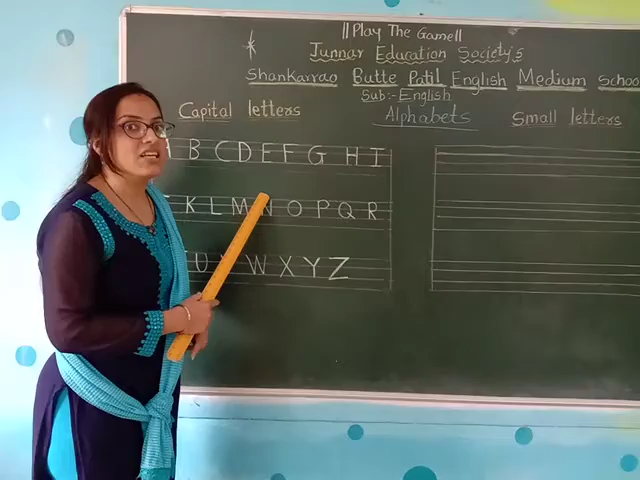 ||Play The Game||
Junnar Education Society's
Shankarrao Butte Patil English Medium School
Sub:-English
Capital letters Alphabets Small letters
A B C D E F G H I
K L M N O P Q R
U W X Y Z